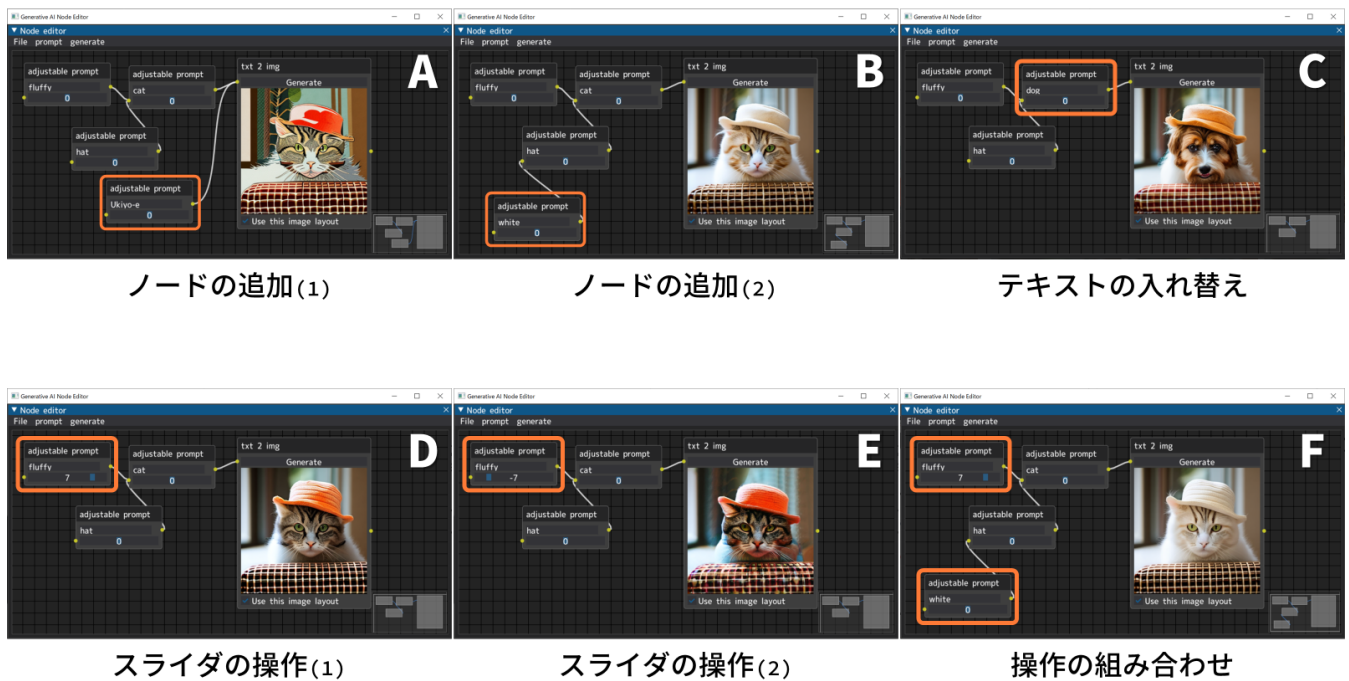 Generative AI Node Editor
▼ Node editor
File prompt generate
adjustable prompt
fluffy
0
adjustable prompt
cat
0
adjustable prompt
hat
0
adjustable prompt
Ukiyo-e
0
txt 2 img
Generate
Use this image layout
A
ノードの追加(1)
Generative AI Node Editor
▼ Node editor
File prompt generate
adjustable prompt
fluffy
0
adjustable prompt
cat
0
adjustable prompt
hat
0
adjustable prompt
white
0
txt 2 img
Generate
Use this image layout
B
ノードの追加(2)
Generative AI Node Editor
▼ Node editor
File prompt generate
adjustable prompt
fluffy
0
adjustable prompt
dog
0
adjustable prompt
hat
0
txt 2 img
Generate
Use this image layout
C
テキストの入れ替え
Generative AI Node Editor
▼ Node editor
File prompt generate
adjustable prompt
fluffy
7
adjustable prompt
cat
0
adjustable prompt
hat
0
txt 2 img
Generate
Use this image layout
D
スライダの操作(1)
Generative AI Node Editor
▼ Node editor
File prompt generate
adjustable prompt
fluffy
-7
adjustable prompt
cat
0
adjustable prompt
hat
0
txt 2 img
Generate
Use this image layout
E
スライダの操作(2)
Generative AI Node Editor
▼ Node editor
File prompt generate
adjustable prompt
fluffy
7
adjustable prompt
cat
0
adjustable prompt
hat
0
adjustable prompt
white
0
txt 2 img
Generate
Use this image layout
F
操作の組み合わせ